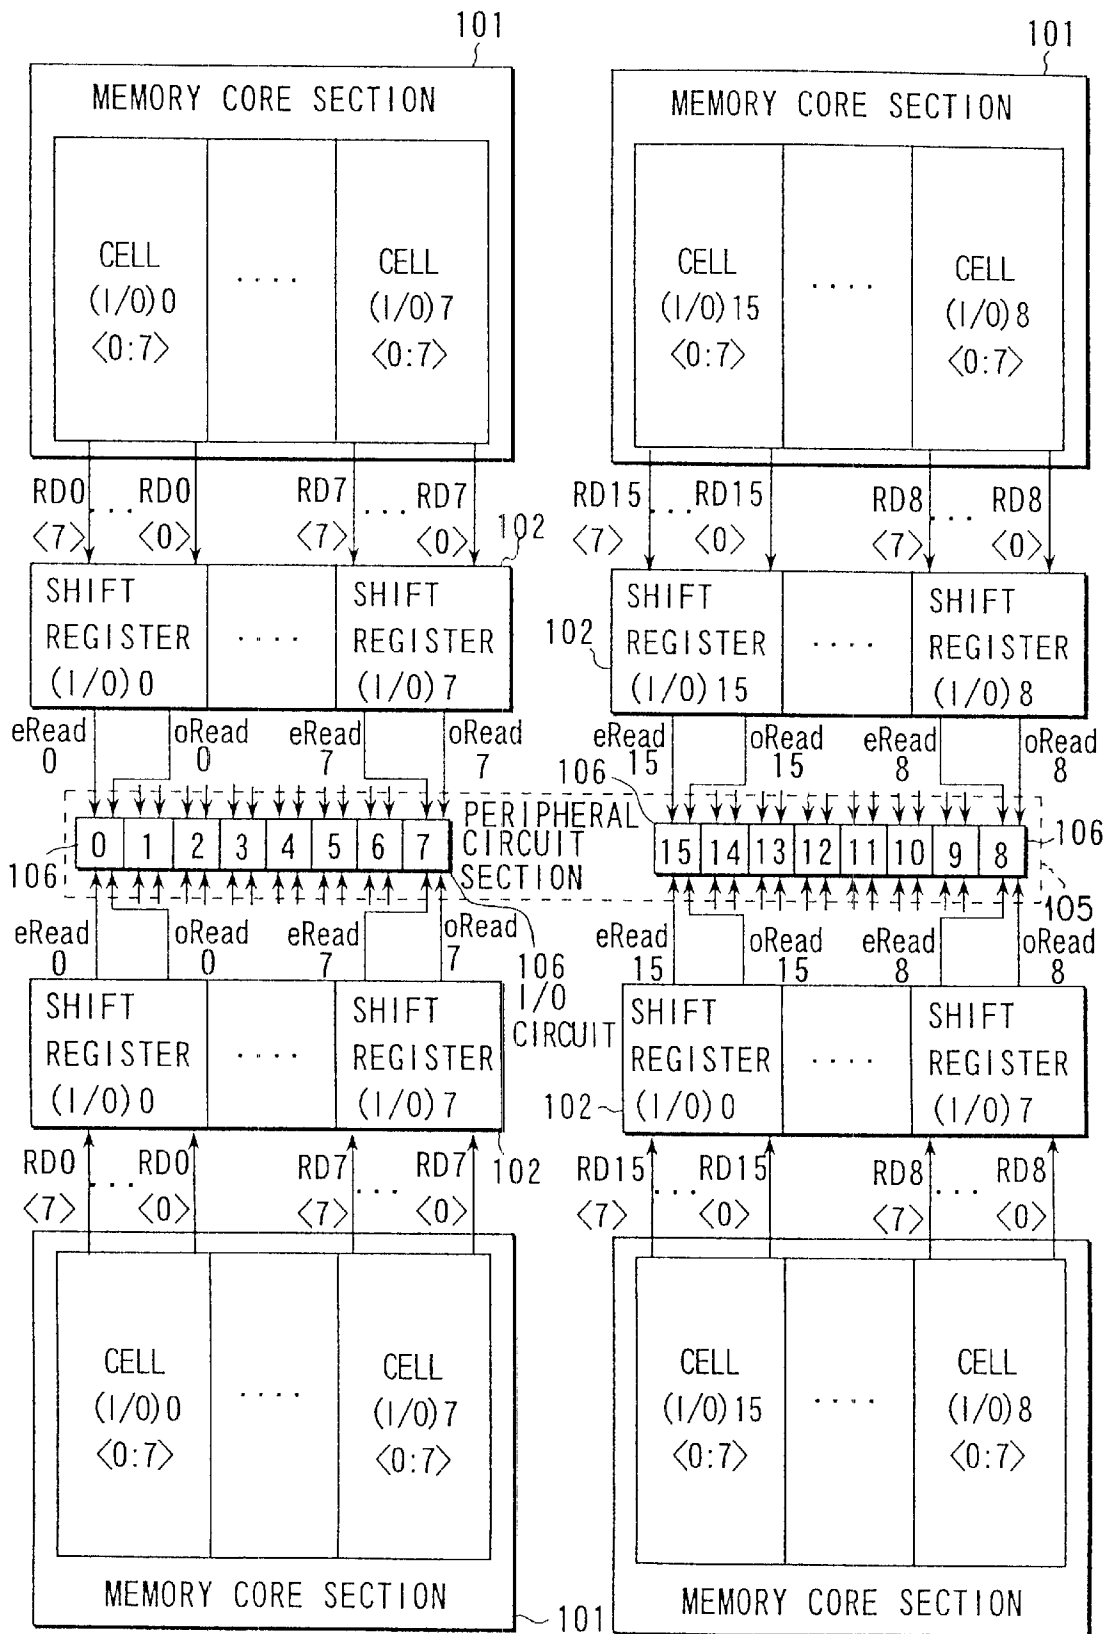 101
101
MEMORY CORE SECTION
MEMORY CORE SECTION
CELL
(I/O)0
<0:7>
....
CELL
(I/O)7
<0:7>
CELL
(I/O)15
<0:7>
....
CELL
(I/O)8
<0:7>
RD0
<7>
...
RD0
<0>
RD7
<7>
...
RD7
<0>
RD15
<7>
...
RD15
<0>
RD8
<7>
...
RD8
<0>
102
SHIFT
REGISTER
(I/O)0
....
SHIFT
REGISTER
(I/O)7
102
SHIFT
REGISTER
(I/O)15
....
SHIFT
REGISTER
(I/O)8
eRead
0
oRead
0
eRead
7
oRead
7
eRead
15
oRead
15
eRead
8
oRead
8
106
0 1 2 3 4 5 6 7
PERIPHERAL
CIRCUIT
SECTION
106
15 14 13 12 11 10 9 8
106
105
eRead
0
oRead
0
eRead
7
oRead
7
106
I/O
CIRCUIT
eRead
15
oRead
15
eRead
8
oRead
8
SHIFT
REGISTER
(I/O)0
....
SHIFT
REGISTER
(I/O)7
102
102
SHIFT
REGISTER
(I/O)0
....
SHIFT
REGISTER
(I/O)7
RD0
<7>
...
RD0
<0>
RD7
<7>
...
RD7
<0>
RD15
<7>
...
RD15
<0>
RD8
<7>
...
RD8
<0>
CELL
(I/O)0
<0:7>
....
CELL
(I/O)7
<0:7>
CELL
(I/O)15
<0:7>
....
CELL
(I/O)8
<0:7>
MEMORY CORE SECTION
101
MEMORY CORE SECTION